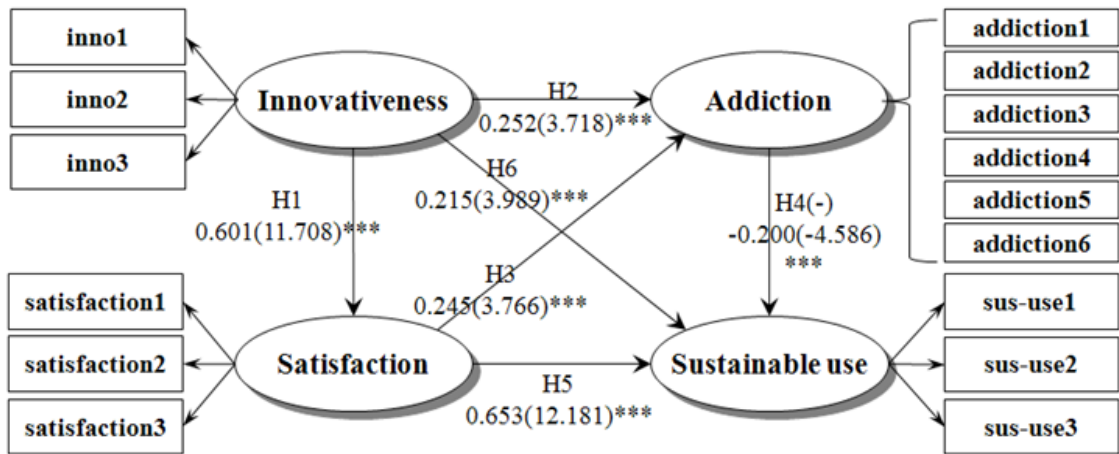 inno1
inno2
inno3
Innovativeness
H2
0.252(3.718)***
Addiction
addiction1
addiction2
addiction3
addiction4
addiction5
addiction6
H1
0.601(11.708)***
H6
0.215(3.989)***
H4(-)
-0.200(-4.586)
***
H3
0.245(3.766)***
satisfaction1
satisfaction2
satisfaction3
Satisfaction
H5
0.653(12.181)***
Sustainable use
sus-use1
sus-use2
sus-use3